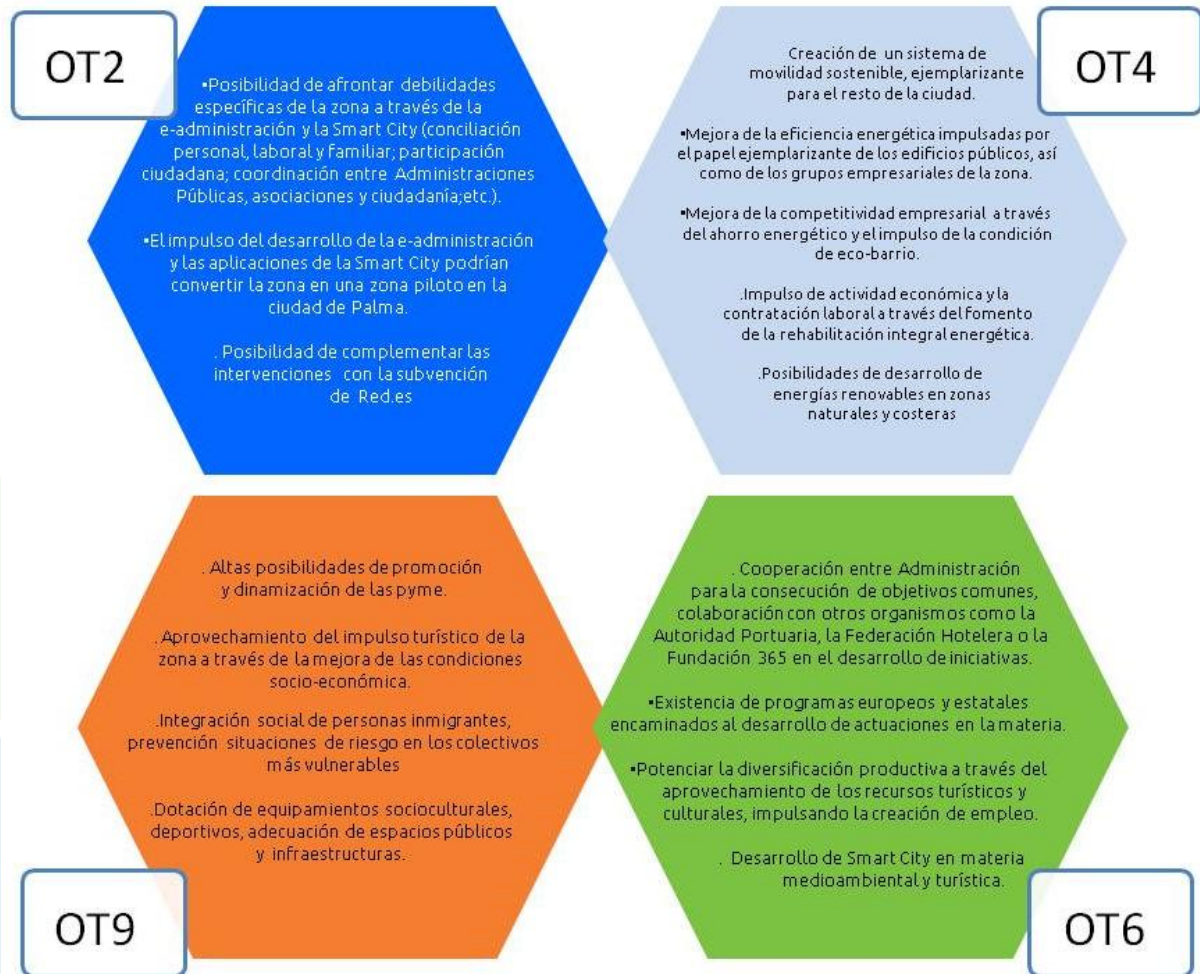 OT2
•Posibilidad de afrontar debilidades
específicas de la zona a través de la
e-administración y la Smart City (conciliación
personal, laboral y familiar; participación
ciudadana; coordinación entre Administraciones
Públicas, asociaciones y ciudadanía;etc.).
•El impulso del desarrollo de la e-administración
y las aplicaciones de la Smart City podrían
convertir la zona en una zona piloto en la
ciudad de Palma.
. Posibilidad de complementar las
intervenciones con la subvención
de Red.es
OT4
Creación de un sistema de
movilidad sostenible, ejemplarizante
para el resto de la ciudad.
•Mejora de la eficiencia energética impulsadas por
el papel ejemplarizante de los edificios públicos, así
como de los grupos empresariales de la zona.
•Mejora de la competitividad empresarial a través
del ahorro energético y el impulso de la condición
de eco-barrio.
.Impulso de actividad económica y la
contratación laboral a través del fomento
de la rehabilitación integral energética.
.Posibilidades de desarrollo de
energías renovables en zonas
naturales y costeras
. Altas posibilidades de promoción
y dinamización de las pyme.
.Aprovechamiento del impulso turístico de la
zona a través de la mejora de las condiciones
socio-económica.
.Integración social de personas inmigrantes,
prevención situaciones de riesgo en los colectivos
más vulnerables
.Dotación de equipamientos socioculturales,
deportivos, adecuación de espacios públicos
y infraestructuras.
OT9
. Cooperación entre Administración
para la consecución de objetivos comunes,
colaboración con otros organismos como la
Autoridad Portuaria, la Federación Hotelera o la
Fundación 365 en el desarrollo de iniciativas.
•Existencia de programas europeos y estatales
encaminados al desarrollo de actuaciones en la materia.
•Potenciar la diversificación productiva a través del
aprovechamiento de los recursos turísticos y
culturales, impulsando la creación de empleo.
. Desarrollo de Smart City en materia
medioambiental y turística.
OT6